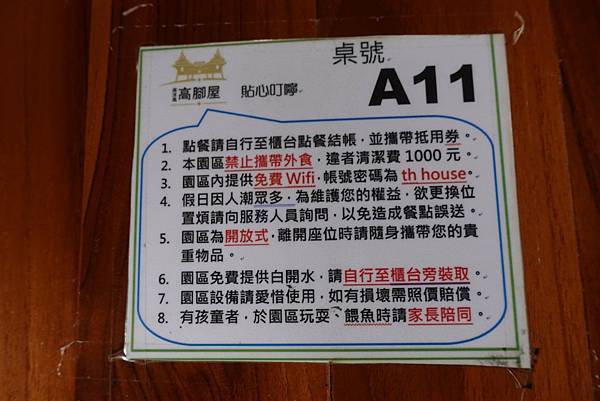 桌號
A11
高腳屋
貼心叮嚀
1. 點餐請自行至櫃台點餐結帳，並攜帶抵用券。
2. 本園區禁止攜帶外食，違者清潔費 1000 元。
3. 園區內提供免費 Wifi，帳號密碼為 th house。
4. 假日因人潮眾多，為維護您的權益，欲更換位
置煩請向服務人員詢問，以免造成餐點誤送。
5. 園區為開放式，離開座位時請隨身攜帶您的貴
重物品。
6. 園區免費提供白開水，請自行至櫃台旁裝取。
7. 園區設備請愛惜使用，如有損壞需照價賠償。
8. 有孩童者，於園區玩耍、餵魚時請家長陪同。